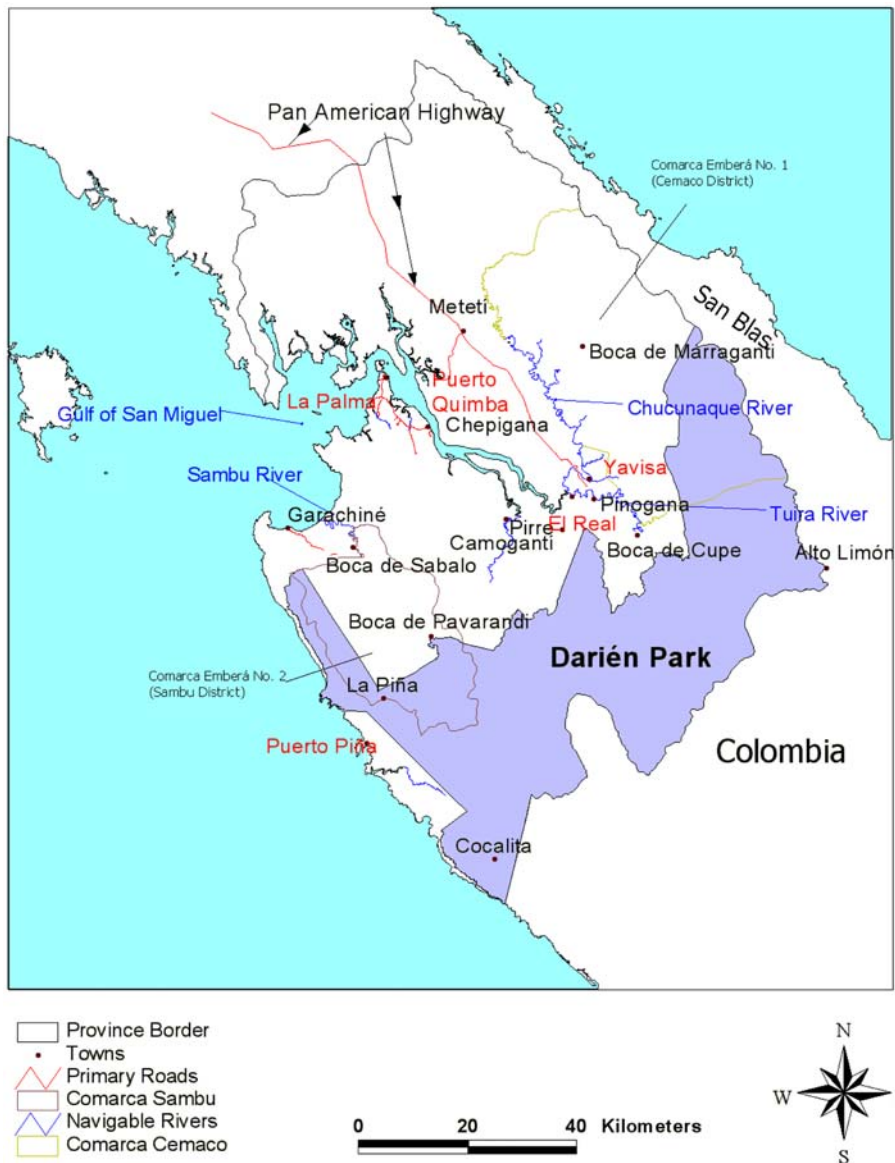 Pan American Highway
Comarca Emberá No. 1
(Cemaco District)
San Blas
Meteti
Boca de Marraganti
La Palma
Puerto
Quimba
Gulf of San Miguel
Chucunaque River
Chepigana
Sambu River
Yavisa
Garachiné
Pinogana
Tuira River
Pirre
El Real
Camoganti
Boca de Sabalo
Boca de Cupe
Alto Limón
Boca de Pavarandi
Darién Park
Comarca Emberá No. 2
(Sambu District)
La Piña
Puerto Piña
Colombia
Cocalita
Province Border
Towns
Primary Roads
Comarca Sambu
Navigable Rivers
Comarca Cemaco
0 20 40 Kilometers
N
W E
S